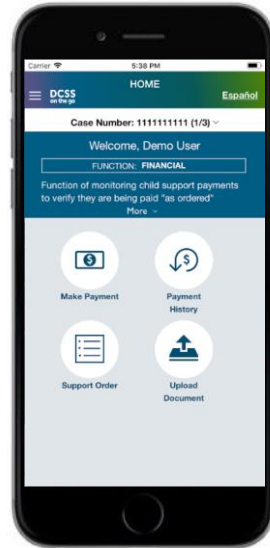 Carrier 5:38 PM
HOME
DCSS
on the go
Español
Case Number: 1111111111 (1/3)
Welcome, Demo User
FUNCTION: FINANCIAL
Function of monitoring child support payments
to verify they are being paid "as ordered"
More
Make Payment
Payment
History
Support Order
Upload
Document